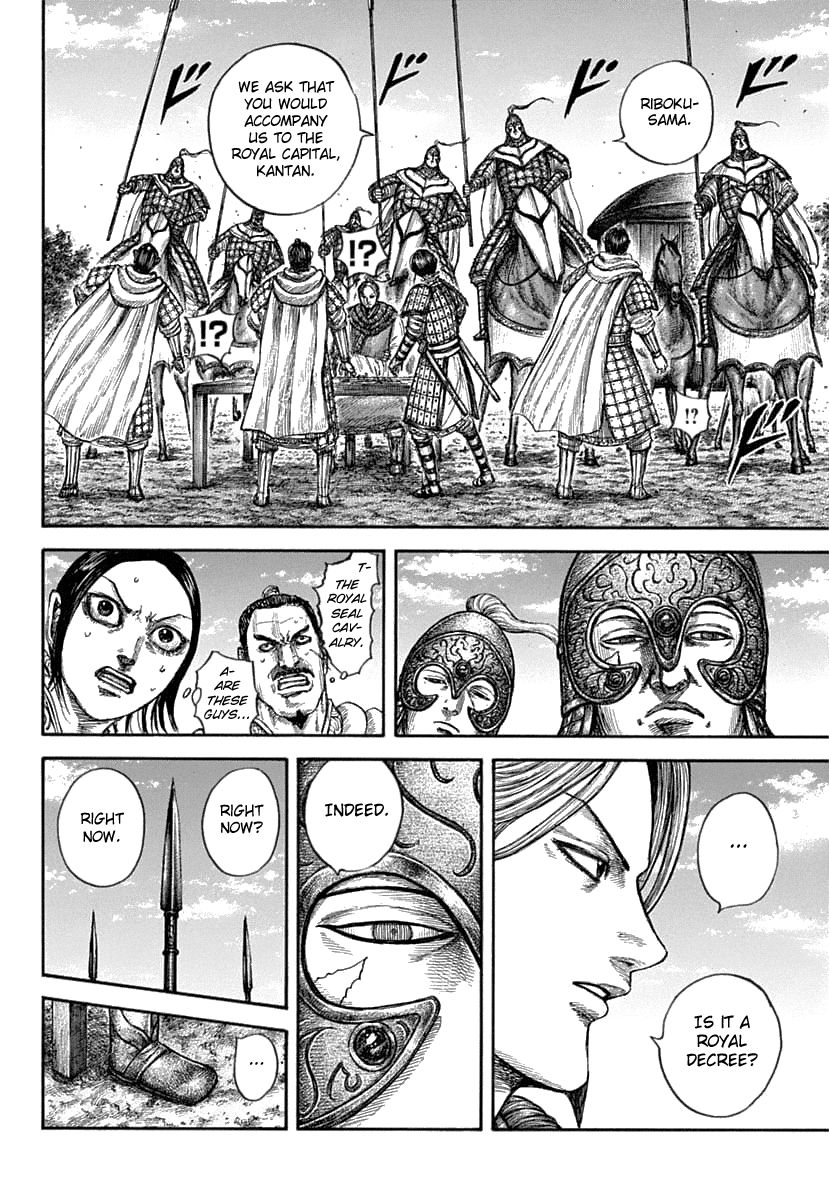 ド
ド
ド
ド
RIBOKU-
SAMA.
WE ASK THAT
YOU WOULD
ACCOMPANY
US TO THE
ROYAL CAPITAL,
KANTAN.
!?
!?
!?
ド
T-
THE
ROYAL
SEAL
CAV-
ALRY.
A-
ARE
THESE
GUYS...
...
IS IT A
ROYAL
DECREE?
INDEED.
RIGHT
NOW?
RIGHT
NOW.
...